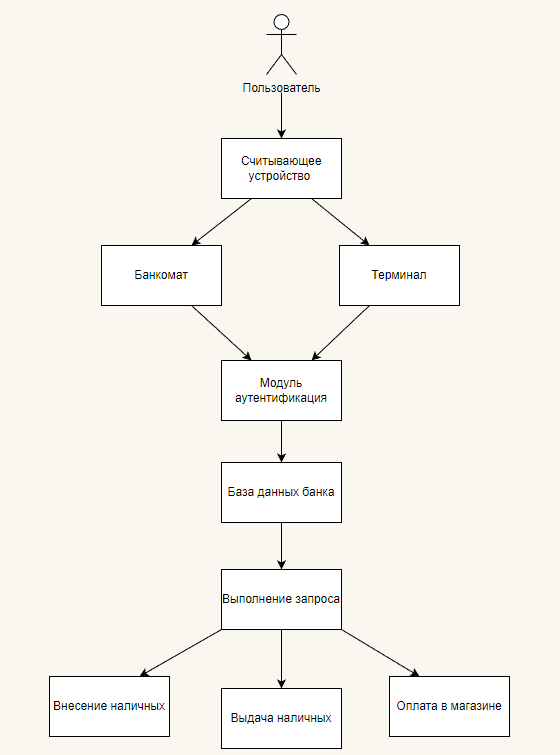 Пользователь
Считывающее
устройство
Банкомат
Терминал
Модуль
аутентификация
База данных банка
Выполнение запроса
Внесение наличных
Выдача наличных
Оплата в магазине